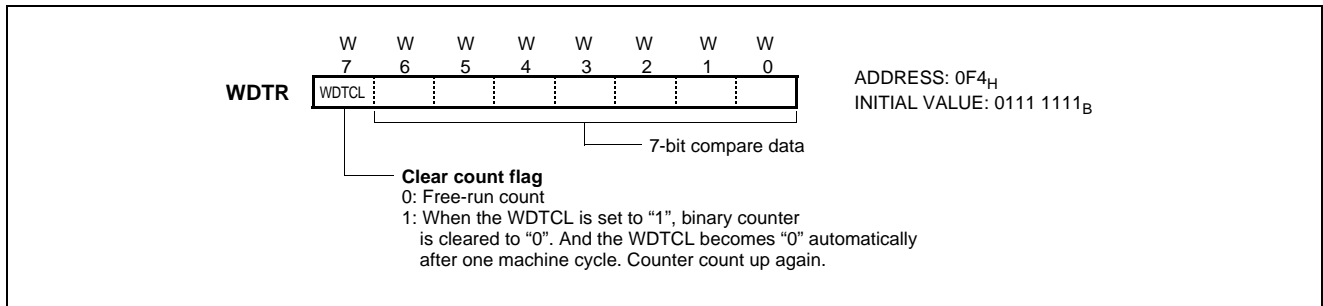 W W W W W W W W
7 6 5 4 3 2 1 0
WDTR WDTCL
ADDRESS: 0F4H
INITIAL VALUE: 0111 1111B
7-bit compare data
Clear count flag
0: Free-run count
1: When the WDTCL is set to “1”, binary counter
is cleared to “0”. And the WDTCL becomes “0” automatically
after one machine cycle. Counter count up again.